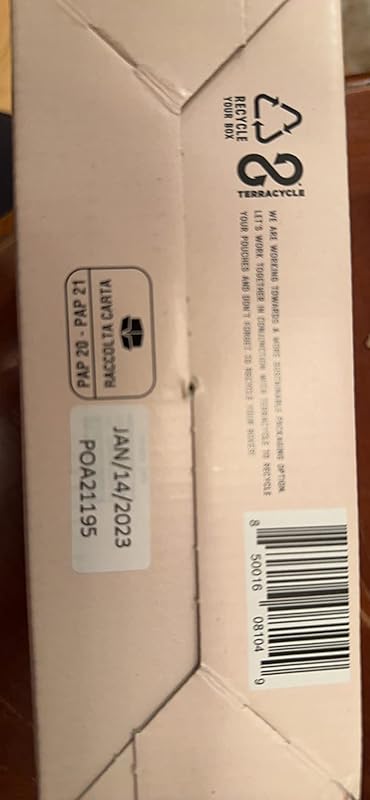 RECYCLE
YOUR BOX
TERRACYCLE
WE ARE WORKING TOWARDS A MORE SUSTAINABLE PACKAGING OPTION.
LET'S WORK TOGETHER IN CONJUNCTION WITH TERRACYCLE TO RECYCLE
YOUR POUCHES AND DON'T FORGET TO RECYCLE YOUR BOXES!
8 50016 08104 9
RACCOLTA CARTA
PAP 20 - PAP 21
JAN/14/2023
POA21195